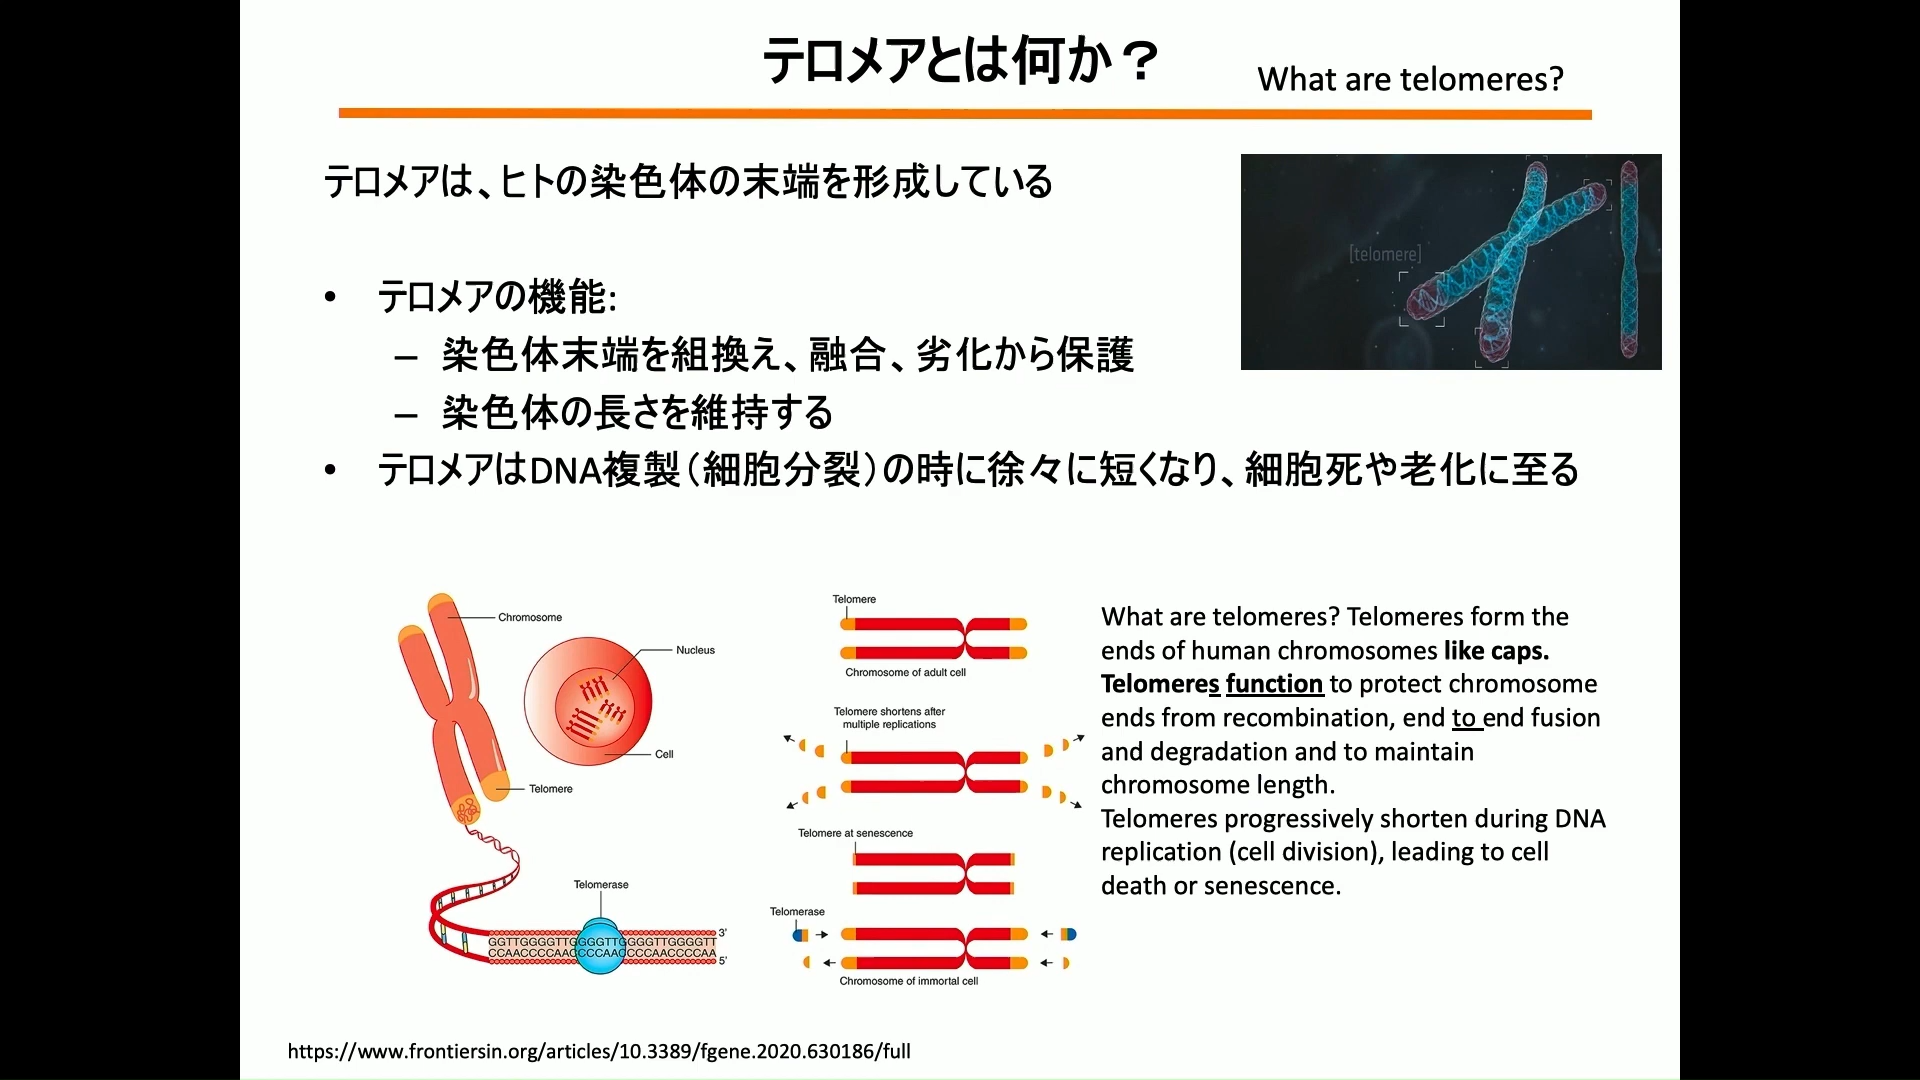 テロメアとは何か？
What are telomeres?
テロメアは、ヒトの染色体の末端を形成している
[telomere]
• テロメアの機能:
– 染色体末端を組換え、融合、劣化から保護
– 染色体の長さを維持する
• テロメアはDNA複製（細胞分裂）の時に徐々に短くなり、細胞死や老化に至る
Chromosome
Nucleus
Cell
Telomere
Telomerase
GGTTGGGGTTGGGGTTGGGGTTGGGGTT
CCAACCCCAACCCCAACCCCAACCCCAA
3'
5'
Telomere
Chromosome of adult cell
Telomere shortens after
multiple replications
Telomere at senescence
Telomerase
Chromosome of immortal cell
What are telomeres? Telomeres form the
ends of human chromosomes like caps.
Telomeres function to protect chromosome
ends from recombination, end to end fusion
and degradation and to maintain
chromosome length.
Telomeres progressively shorten during DNA
replication (cell division), leading to cell
death or senescence.
https://www.frontiersin.org/articles/10.3389/fgene.2020.630186/full